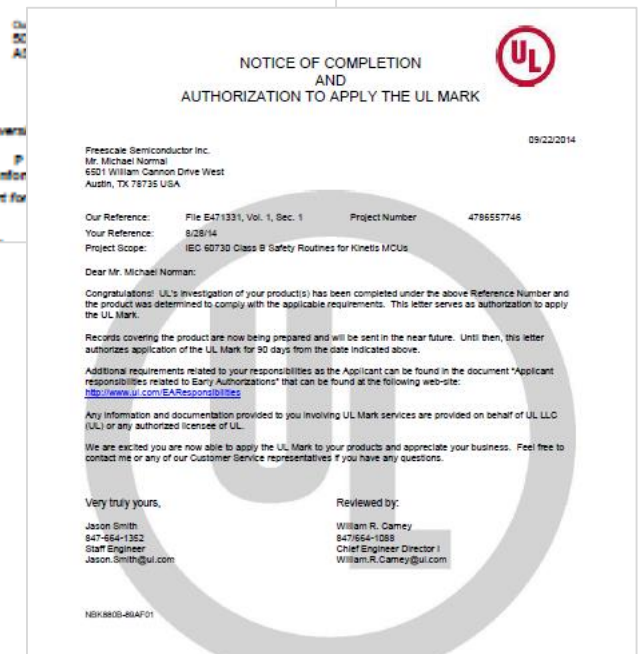 50
UL
NOTICE OF COMPLETION
AND
AUTHORIZATION TO APPLY THE UL MARK
09/22/2014
Freescale Semiconductor Inc.
Mr. Michael Normal
6501 William Cannon Drive West
Austin, TX 78735 USA
Our Reference: File E471331, Vol. 1, Sec. 1 Project Number 4786557746
Your Reference: 8/28/14
Project Scope: IEC 60730 Class B Safety Routines for Kinetis MCUs
Dear Mr. Michael Norman:
Congratulations! UL's investigation of your product(s) has been completed under the above Reference Number and
the product was determined to comply with the applicable requirements. This letter serves as authorization to apply
the UL Mark.
Records covering the product are now being prepared and will be sent in the near future. Until then, this letter
authorizes application of the UL Mark for 90 days from the date indicated above.
Additional requirements related to your responsibilities as the Applicant can be found in the document "Applicant
responsibilities related to Early Authorizations" that can be found at the following web-site:
http://www.ul.com/EAResponsibilities
Any information and documentation provided to you involving UL Mark services are provided on behalf of UL LLC
(UL) or any authorized licensee of UL.
We are excited you are now able to apply the UL Mark to your products and appreciate your business. Feel free to
contact me or any of our Customer Service representatives if you have any questions.
Very truly yours, Reviewed by:
Jason Smith William R. Carney
847-664-1352 847/664-1088
Staff Engineer Chief Engineer Director I
Jason.Smith@ul.com William.R.Carney@ul.com
UL